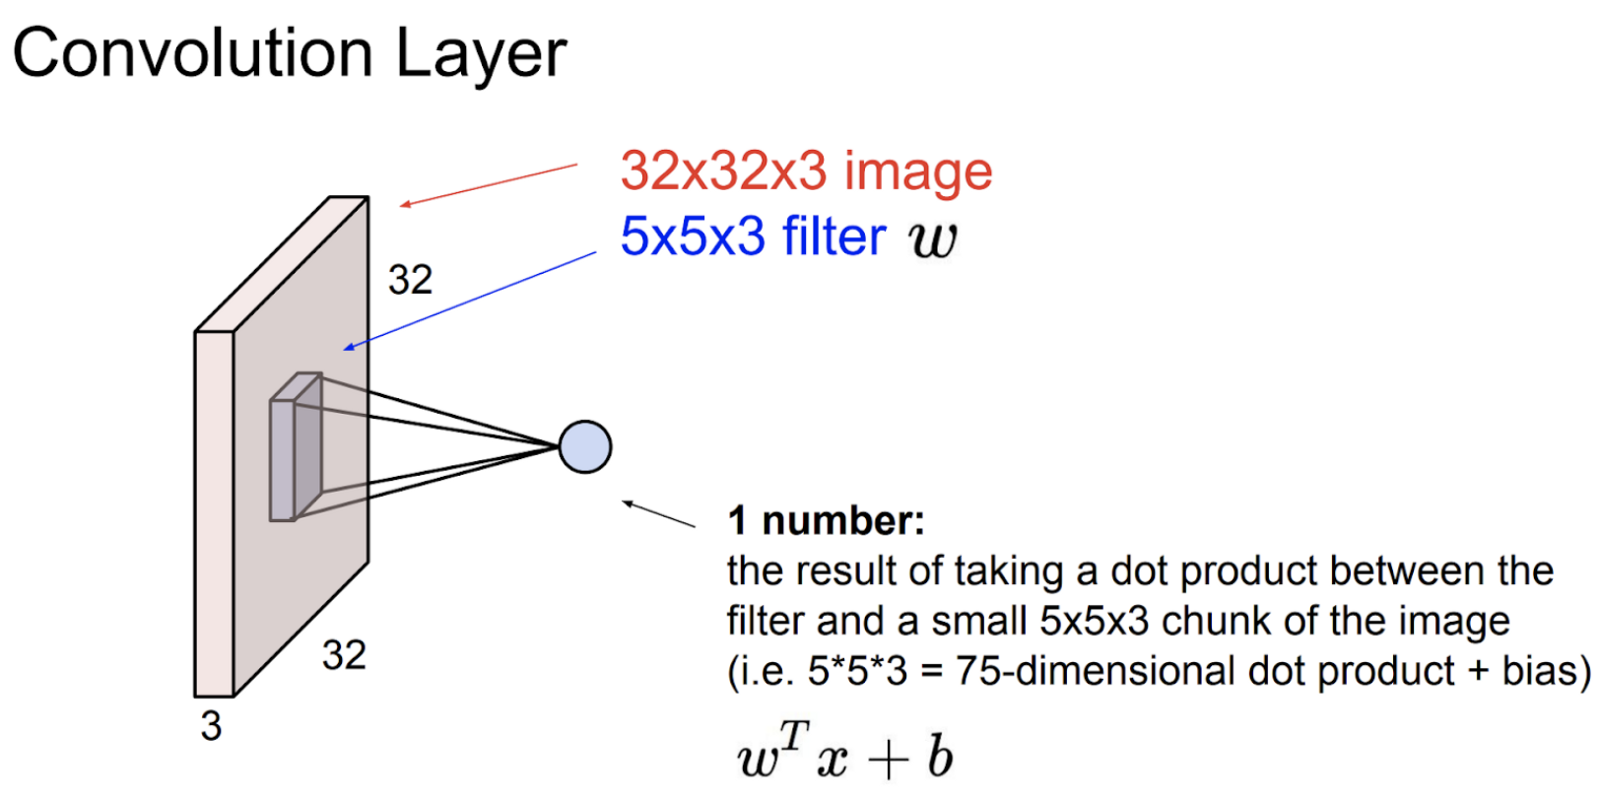 Convolution Layer
32x32x3 image
5x5x3 filter w
32
32
3
1 number:
the result of taking a dot product between the
filter and a small 5x5x3 chunk of the image
(i.e. 5*5*3 = 75-dimensional dot product + bias)
w^T x + b